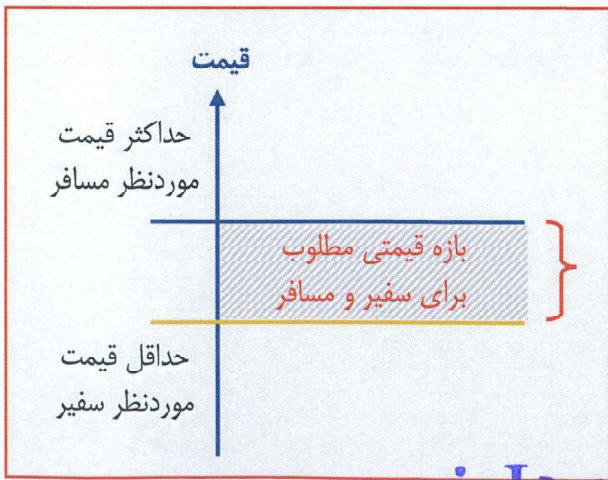 قیمت
حداکثر قیمت
موردنظر مسافر
بازه قیمتی مطلوب
برای سفیر و مسافر
حداقل قیمت
موردنظر سفیر